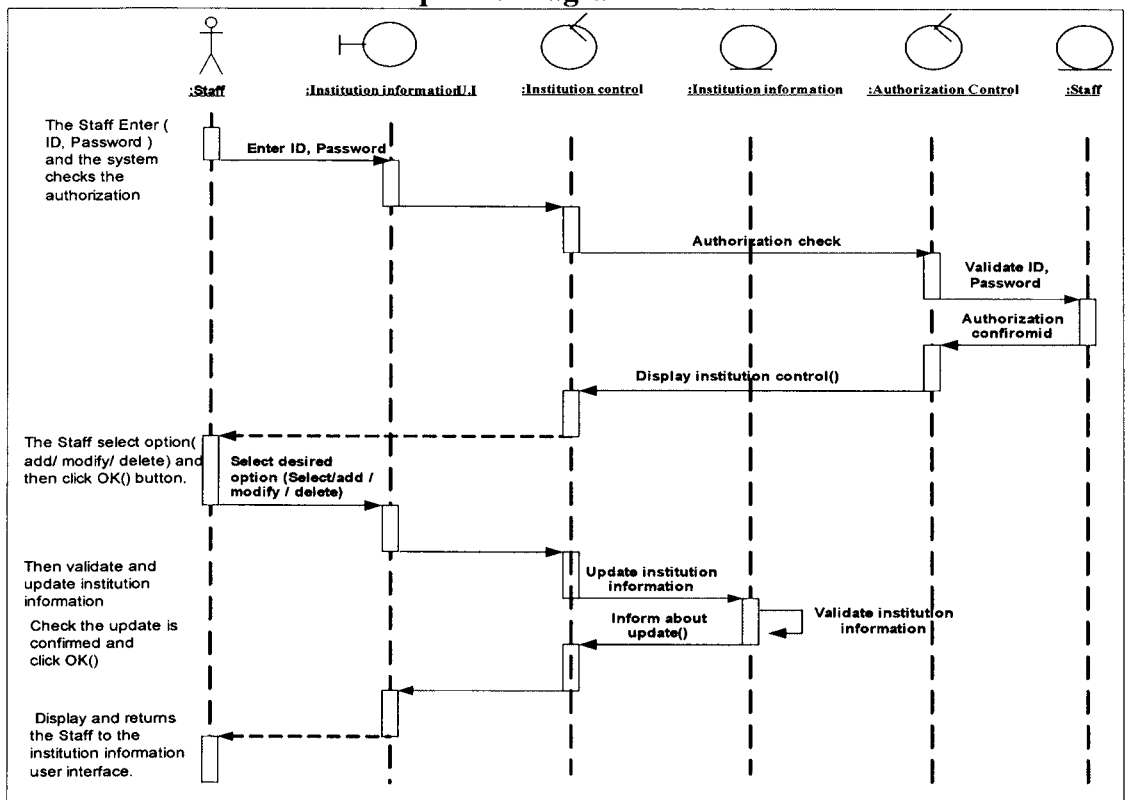 :Staff
:Institution informationU.I
:Institution control
:Institution information
:Authorization Control
:Staff
The Staff Enter (
ID, Password )
and the system
checks the
authorization
Enter ID, Password
Authorization check
Validate ID,
Password
Authorization
confiromid
Display institution control()
The Staff select option(
add/ modify/ delete) and
then click OK() button.
Select desired
option (Select/add /
modify / delete)
Then validate and
update institution
information
Update institution
information
Check the update is
confirmed and
click OK()
Inform about
update()
Validate institution
information
Display and returns
the Staff to the
institution information
user interface.